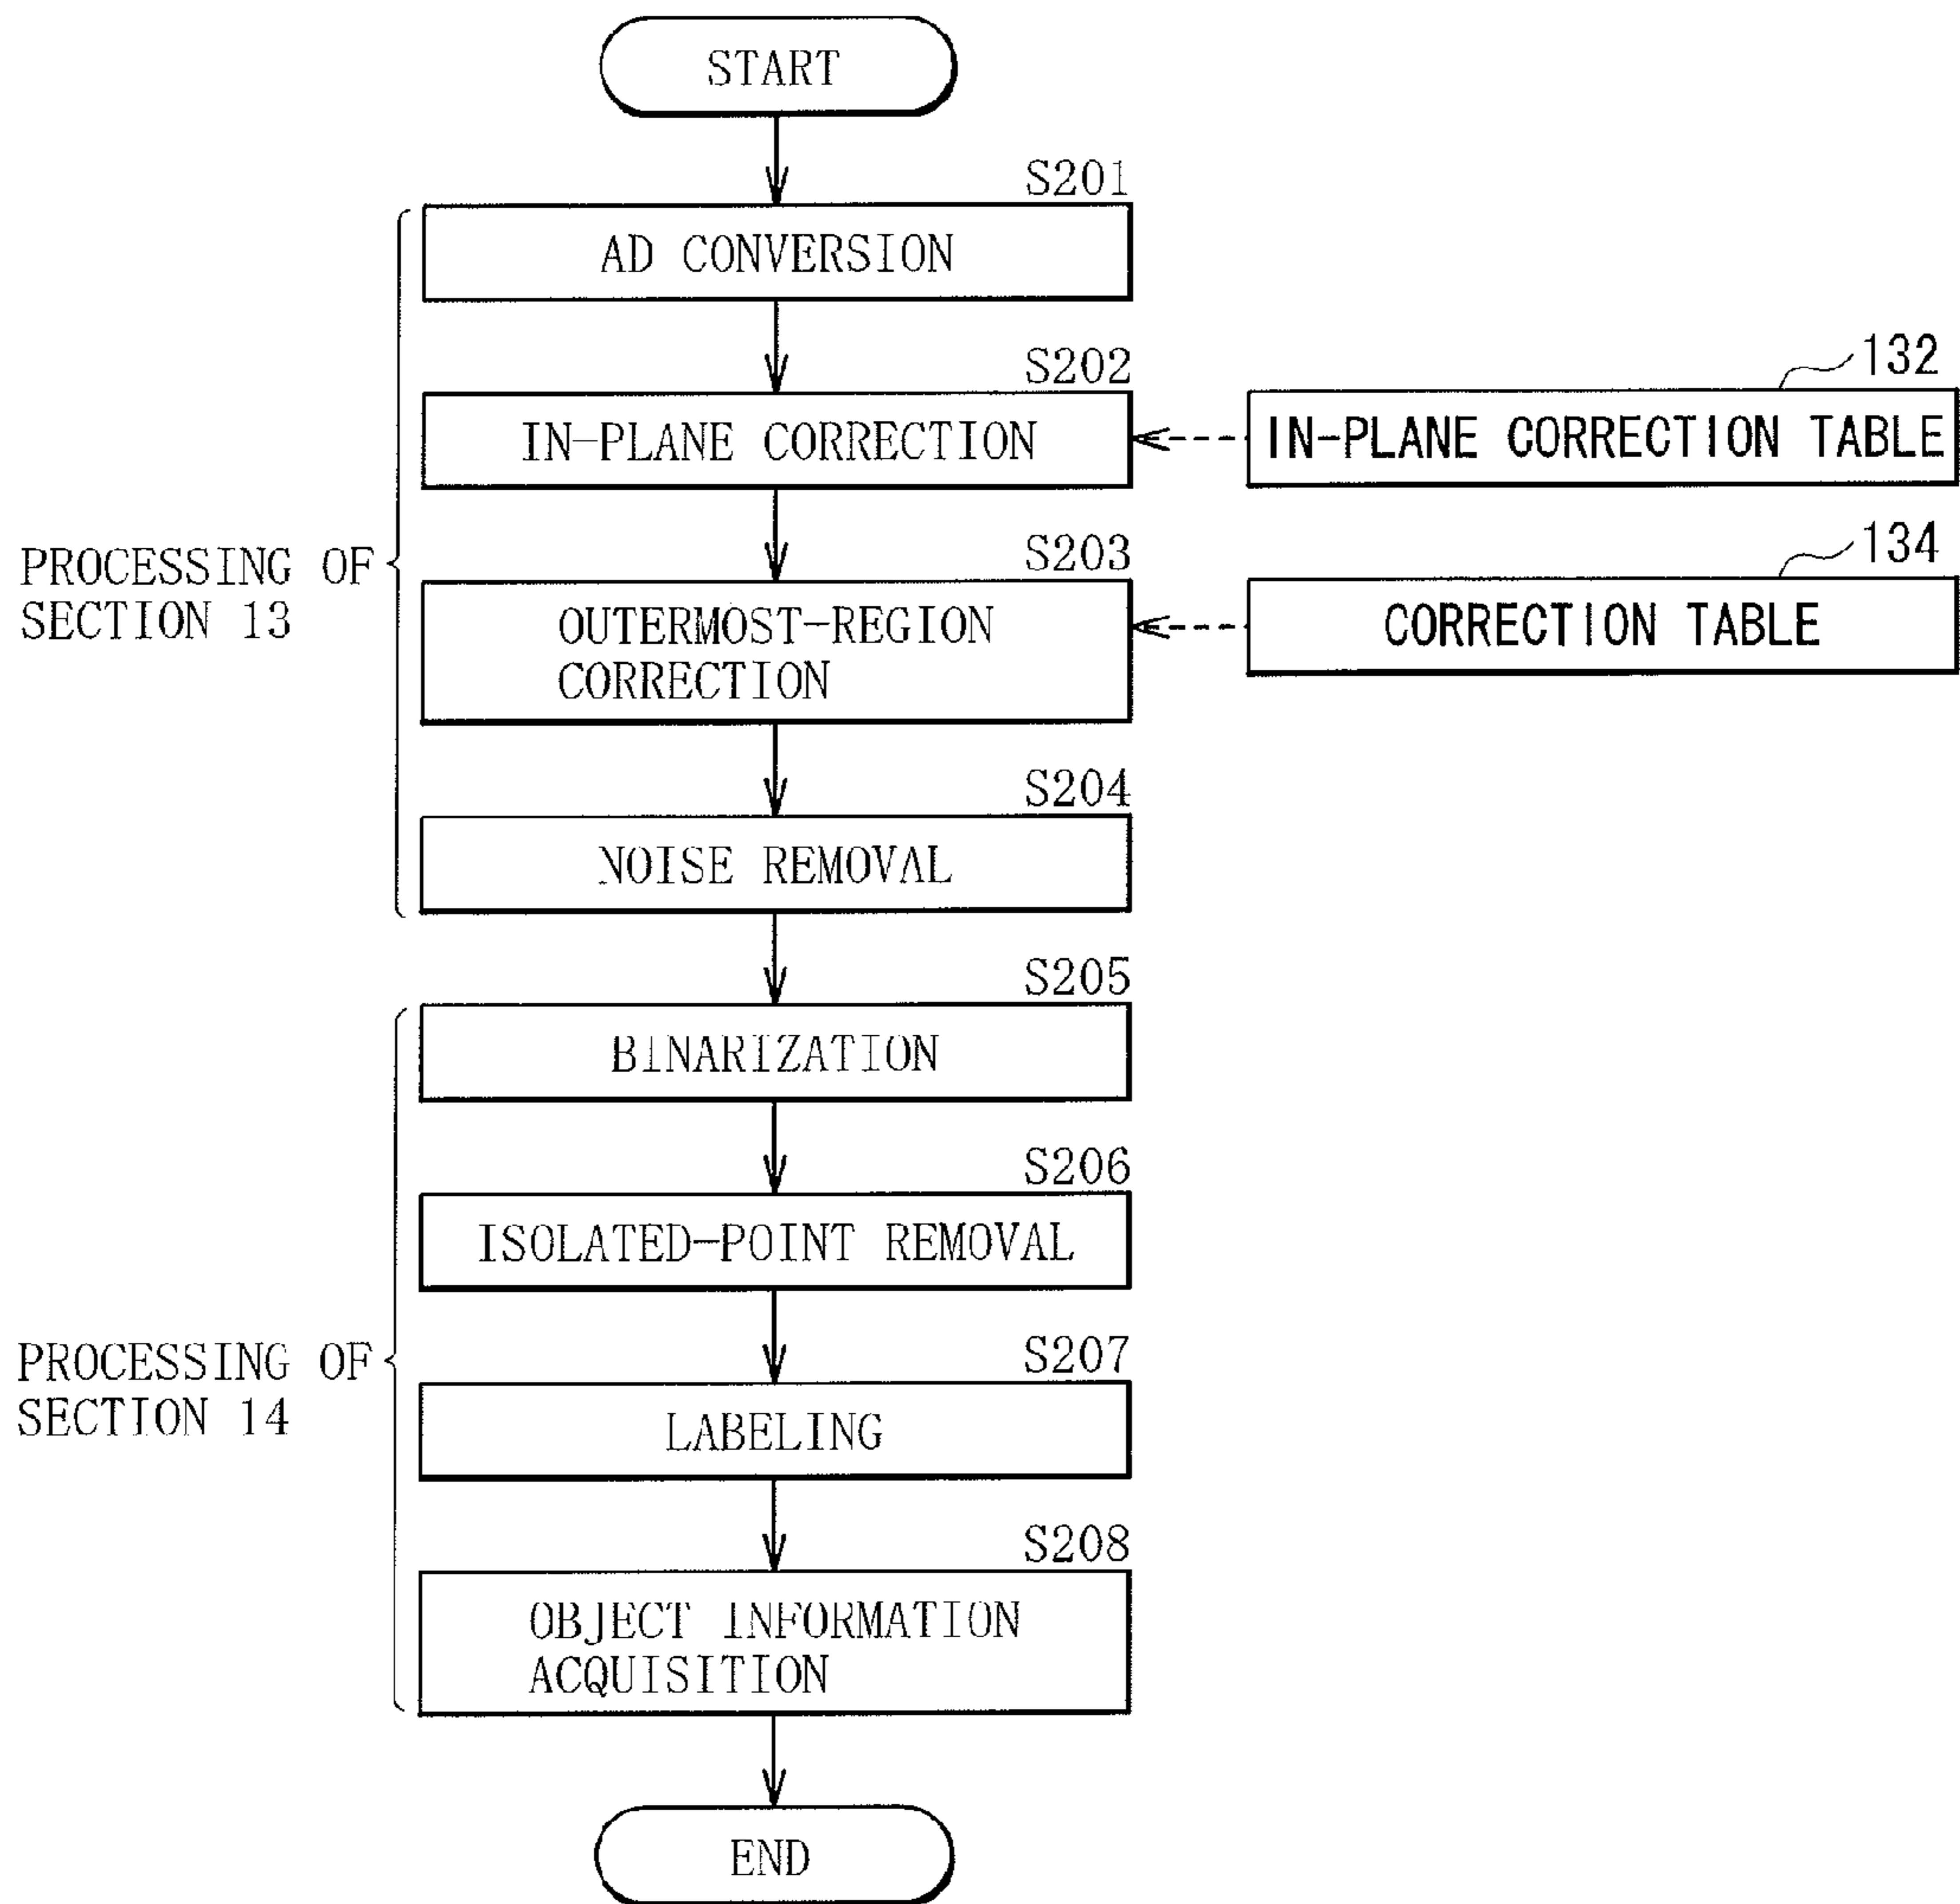 START
S201
AD CONVERSION
S202
IN-PLANE CORRECTION
132
IN-PLANE CORRECTION TABLE
PROCESSING OF
SECTION 13
S203
OUTERMOST-REGION
CORRECTION
134
CORRECTION TABLE
S204
NOISE REMOVAL
S205
BINARIZATION
S206
ISOLATED-POINT REMOVAL
PROCESSING OF
SECTION 14
S207
LABELING
S208
OBJECT INFORMATION
ACQUISITION
END